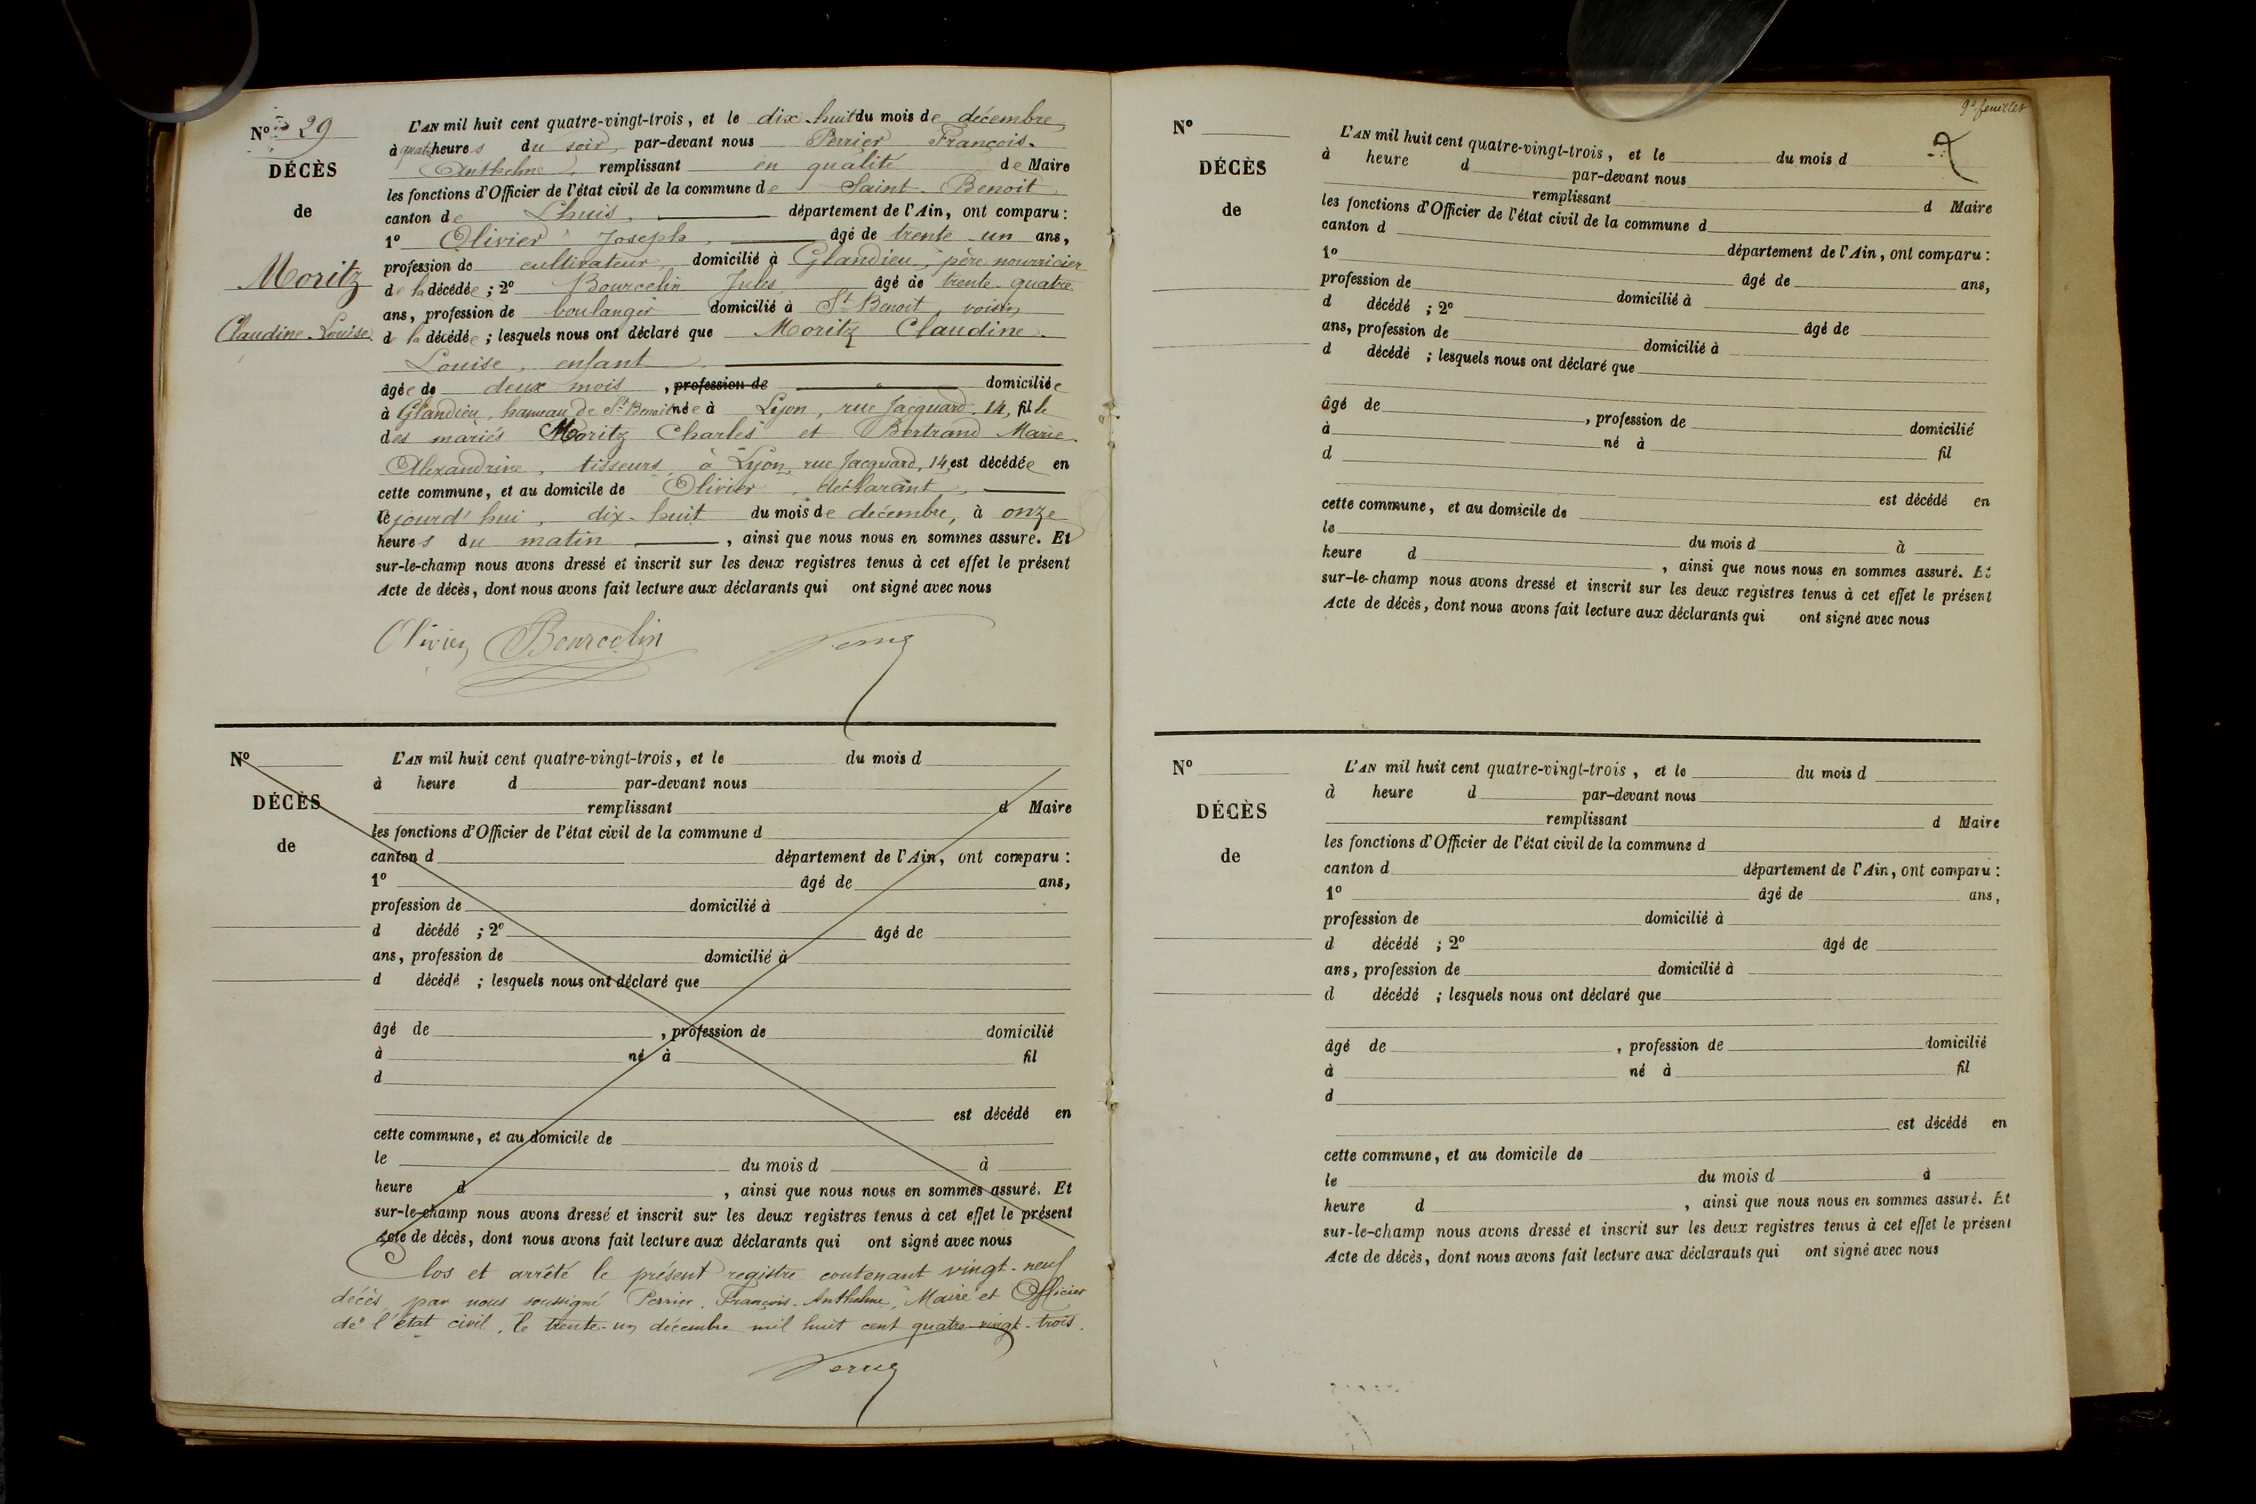 Nº 29
DÉCÈS
de
Moritz
Claudine Louise.
L'AN mil huit cent quatre-vingt-trois, et le dix-huit du mois de décembre,
à quatre heures du soir par-devant nous Perrier François-
Anthelme, remplissant en qualité de Maire
les fonctions d'Officier de l'état civil de la commune de Saint-Benoit
canton de Lhuis, département de l'Ain, ont comparu:
1º Olivier Joseph, âgé de trente-un ans,
profession de cultivateur, domicilié à Glandieu, père nourricier
de la décédée; 2º Bourcelin Jules, âgé de trente-quatre
ans, profession de boulanger domicilié à St Benoit, voisin,
de la décédée; lesquels nous ont déclaré que Moritz Claudine-
Louise, enfant
âgée de deux mois, profession de domiciliée
à Glandieu, hameau de St Benoit née à Lyon, rue Jacquard, 14, fille
des mariés Moritz Charles et Bertrand Marie-
Alexandrine, tisseurs à Lyon, rue Jacquard, 14, est décédée en
cette commune, et au domicile de Olivier, déclarant,
le jourd'hui, dix-huit du mois de décembre, à onze
heures du matin, ainsi que nous nous en sommes assuré. Et
sur-le-champ nous avons dressé et inscrit sur les deux registres tenus à cet effet le présent
Acte de décès, dont nous avons fait lecture aux déclarants qui ont signé avec nous
Olivier Bourcelin
Nº
DÉCÈS
de
L'AN mil huit cent quatre-vingt-trois, et le du mois d
à heure d par-devant nous
remplissant d Maire
les fonctions d'Officier de l'état civil de la commune d
canton d département de l'Ain, ont comparu:
1º âgé de ans,
profession de domicilié à
d décédé ; 2º âgé de
ans, profession de domicilié à
d décédé ; lesquels nous ont déclaré que
âgé de , profession de domicilié
à né à fil
d
est décédé en
cette commune, et au domicile de
le du mois d à
heure d , ainsi que nous nous en sommes assuré. Et
sur-le-champ nous avons dressé et inscrit sur les deux registres tenus à cet effet le présent
Acte de décès, dont nous avons fait lecture aux déclarants qui ont signé avec nous
Clos et arrêté le présent registre contenant vingt-neuf
décès, par nous soussigné Perrier, François-Anthelme, Maire et Officier
de l'état civil, le trente-un décembre mil huit cent quatre-vingt-trois.
9e feuillet
Nº
DÉCÈS
de
L'AN mil huit cent quatre-vingt-trois, et le du mois d
à heure d par-devant nous
remplissant d Maire
les fonctions d'Officier de l'état civil de la commune d
canton d département de l'Ain, ont comparu:
1º âgé de ans,
profession de domicilié à
d décédé ; 2º âgé de
ans, profession de domicilié à
d décédé ; lesquels nous ont déclaré que
âgé de , profession de domicilié
à né à fil
d
est décédé en
cette commune, et au domicile de
le du mois d à
heure d , ainsi que nous nous en sommes assuré. Et
sur-le-champ nous avons dressé et inscrit sur les deux registres tenus à cet effet le présent
Acte de décès, dont nous avons fait lecture aux déclarants qui ont signé avec nous
Nº
DÉCÈS
de
L'AN mil huit cent quatre-vingt-trois, et le du mois d
à heure d par-devant nous
remplissant d Maire
les fonctions d'Officier de l'état civil de la commune d
canton d département de l'Ain, ont comparu:
1º âgé de ans,
profession de domicilié à
d décédé ; 2º âgé de
ans, profession de domicilié à
d décédé ; lesquels nous ont déclaré que
âgé de , profession de domicilié
à né à fil
d
est décédé en
cette commune, et au domicile de
le du mois d à
heure d , ainsi que nous nous en sommes assuré. Et
sur-le-champ nous avons dressé et inscrit sur les deux registres tenus à cet effet le présent
Acte de décès, dont nous avons fait lecture aux déclarants qui ont signé avec nous